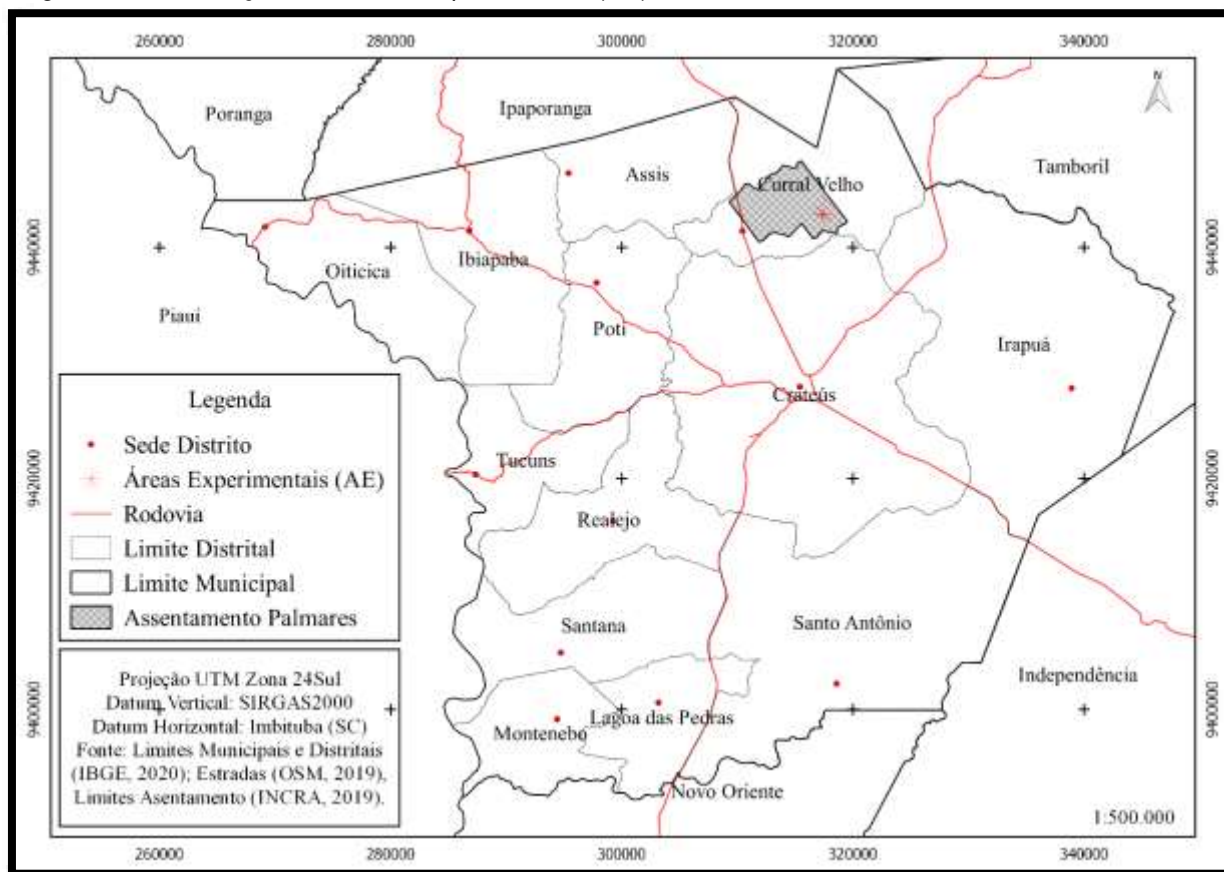 260000 280000 300000 320000 340000
N
Poranga
Ipaporanga
Tamboril
Assis
Curral Velho
9440000
9440000
Oiticica
Ibiapaba
Piauí
Poti
Irapuá
Crateús
Legenda
Sede Distrito
Áreas Experimentais (AE)
Rodovia
Limite Distrital
Limite Municipal
Assentamento Palmares
Tucuns
9420000
9420000
Realejo
Santana
Santo Antônio
Independência
9400000
9400000
Lagoa das Pedras
Montenebo
Novo Oriente
Projeção UTM Zona 24Sul
Datum Vertical: SIRGAS2000
Datum Horizontal: Imbituba (SC)
Fonte: Limites Municipais e Distritais
(IBGE, 2020); Estradas (OSM, 2019),
Limites Asentamento (INCRA, 2019).
1:500.000
260000 280000 300000 320000 340000